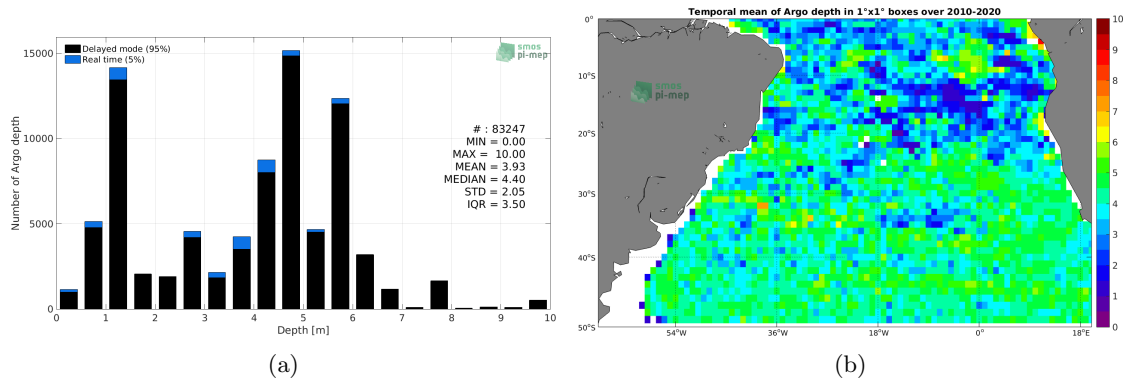 Delayed mode (95%)
Real time (5%)
smos
pi-mep
# : 83247
MIN = 0.00
MAX = 10.00
MEAN = 3.93
MEDIAN = 4.40
STD = 2.05
IQR = 3.50
Number of Argo depth
15000
10000
5000
0
0 1 2 3 4 5 6 7 8 9 10
Depth [m]
(a)
Temporal mean of Argo depth in 1°x1° boxes over 2010-2020
smos
pi-mep
0°
10°S
20°S
30°S
40°S
50°S
54°W 36°W 18°W 0° 18°E
10
9
8
7
6
5
4
3
2
1
0
(b)